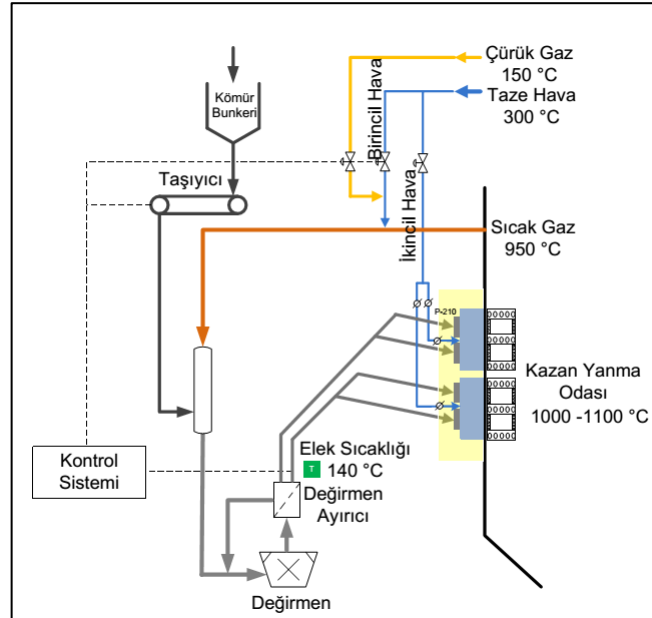 Çürük Gaz
150 °C
Taze Hava
300 °C
Kömür
Bunkeri
Birincil Hava
Taşıyıcı
İkincil Hava
Sıcak Gaz
950 °C
P-210
Kazan Yanma
Odası
1000 -1100 °C
Elek Sıcaklığı
T 140 °C
Kontrol
Sistemi
Değirmen
Ayırıcı
Değirmen